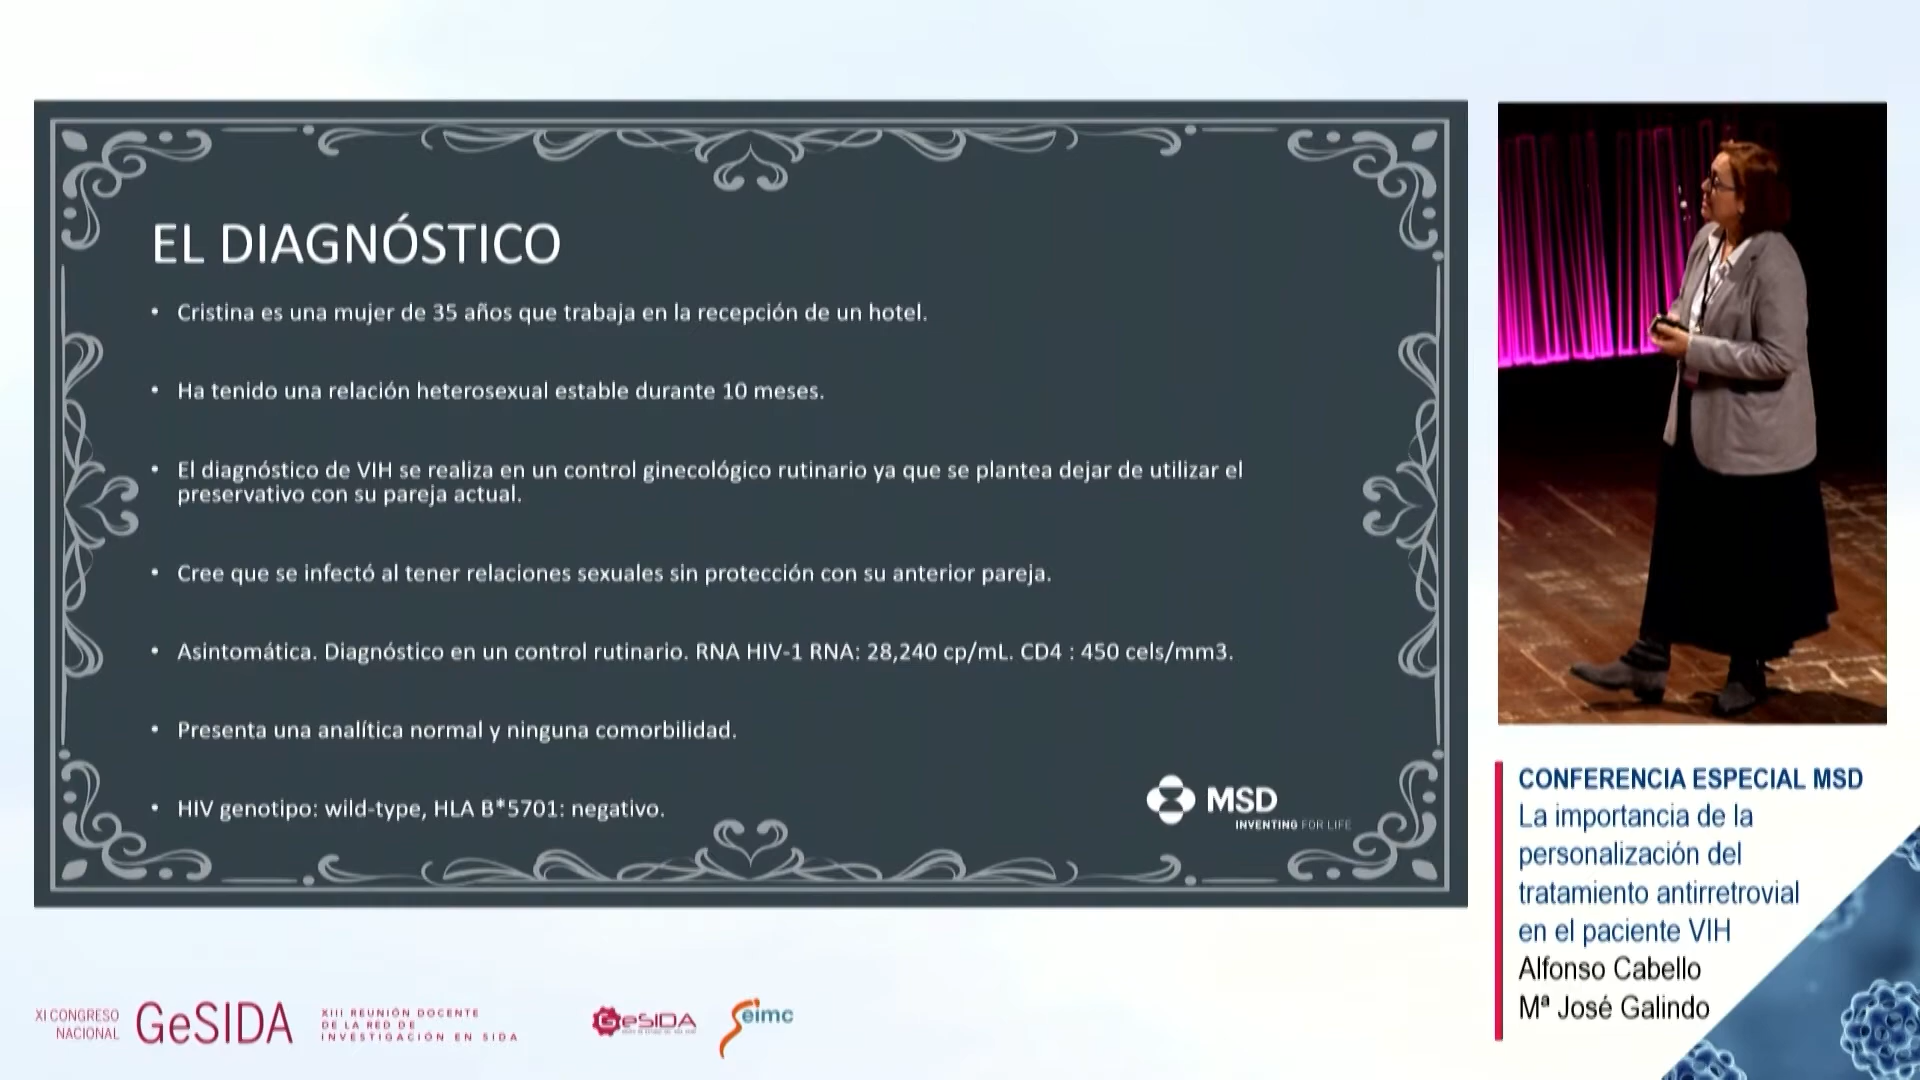 EL DIAGNÓSTICO
• Cristina es una mujer de 35 años que trabaja en la recepción de un hotel.
• Ha tenido una relación heterosexual estable durante 10 meses.
• El diagnóstico de VIH se realiza en un control ginecológico rutinario ya que se plantea dejar de utilizar el
preservativo con su pareja actual.
• Cree que se infectó al tener relaciones sexuales sin protección con su anterior pareja.
• Asintomática. Diagnóstico en un control rutinario. RNA HIV-1 RNA: 28,240 cp/mL. CD4 : 450 cels/mm3.
• Presenta una analítica normal y ninguna comorbilidad.
• HIV genotipo: wild-type, HLA B*5701: negativo.
MSD
INVENTING FOR LIFE
CONFERENCIA ESPECIAL MSD
La importancia de la
personalización del
tratamiento antirretrovial
en el paciente VIH
Alfonso Cabello
Mª José Galindo
XI CONGRESO
NACIONAL
GeSIDA
XIII REUNIÓN DOCENTE
DE LA RED DE
INVESTIGACIÓN EN SIDA
GeSIDA
Seimc